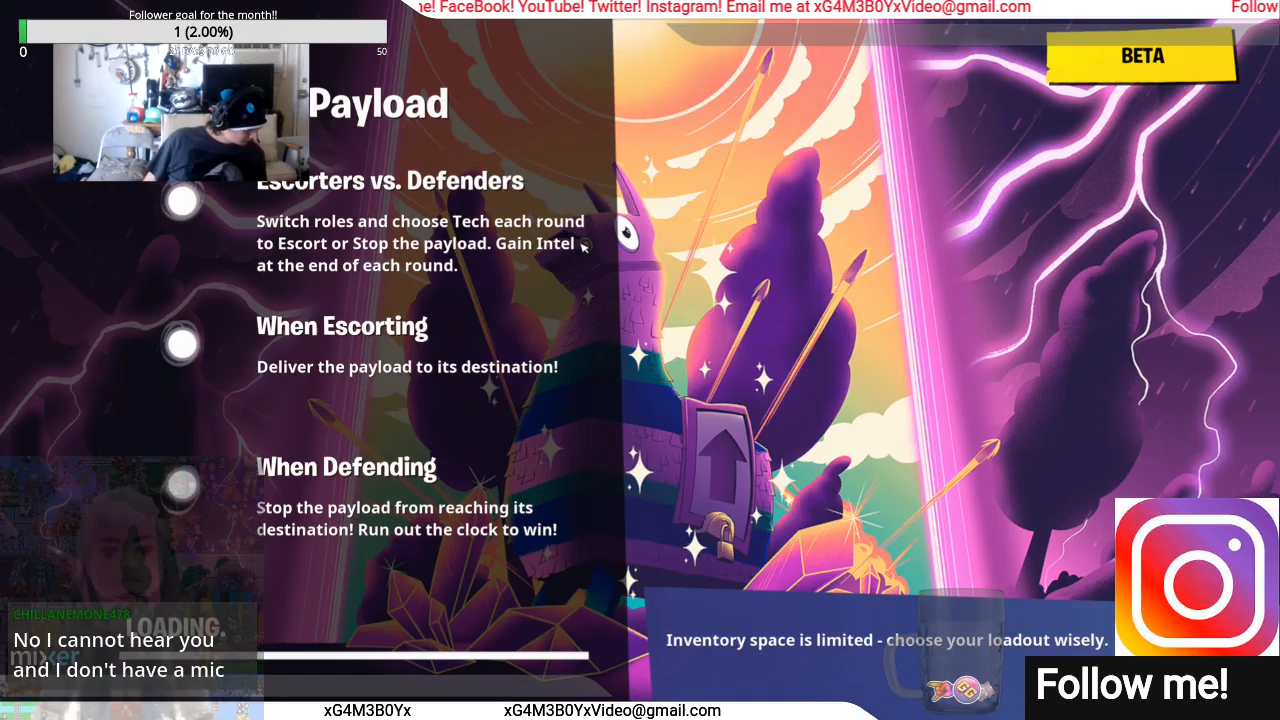 Follower goal for the month!!
1 (2.00%)
0
50
e! FaceBook! YouTube! Twitter! Instagram! Email me at xG4M3B0YxVideo@gmail.com
Follow
BETA
Payload
Escorters vs. Defenders
Switch roles and choose Tech each round
to Escort or Stop the payload. Gain Intel
at the end of each round.
When Escorting
Deliver the payload to its destination!
When Defending
Stop the payload from reaching its
destination! Run out the clock to win!
CHILLANEMONE478
LOADING.
No I cannot hear you
mixer
and I don't have a mic
Inventory space is limited - choose your loadout wisely.
GG
Follow me!
xG4M3B0Yx
xG4M3B0YxVideo@gmail.com